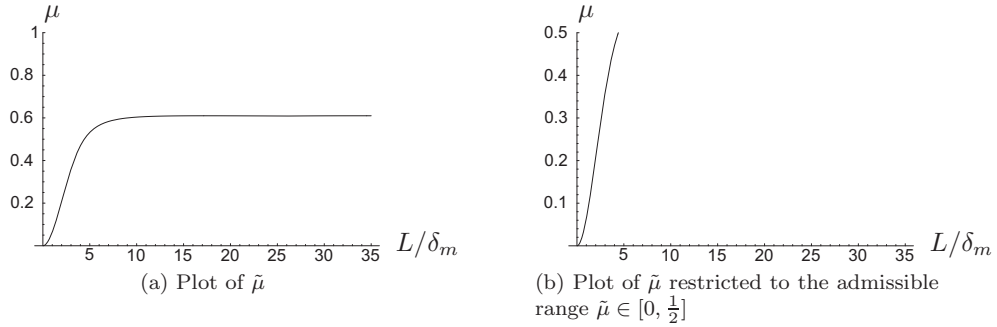 μ
1
0.8
0.6
0.4
0.2
5 10 15 20 25 30 35
L/δ_m
(a) Plot of μ̃
μ
0.5
0.4
0.3
0.2
0.1
5 10 15 20 25 30 35
L/δ_m
(b) Plot of μ̃ restricted to the admissible
range μ̃ ∈ [0, 1/2]